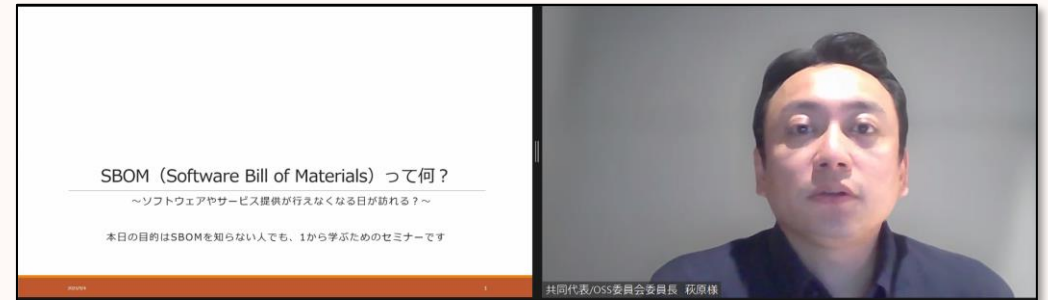 SBOM（Software Bill of Materials）って何？
～ソフトウェアやサービス提供が行えなくなる日が訪れる？～
本日の目的はSBOMを知らない人でも、1から学ぶためのセミナーです
共同代表/OSS委員会委員長 萩原様